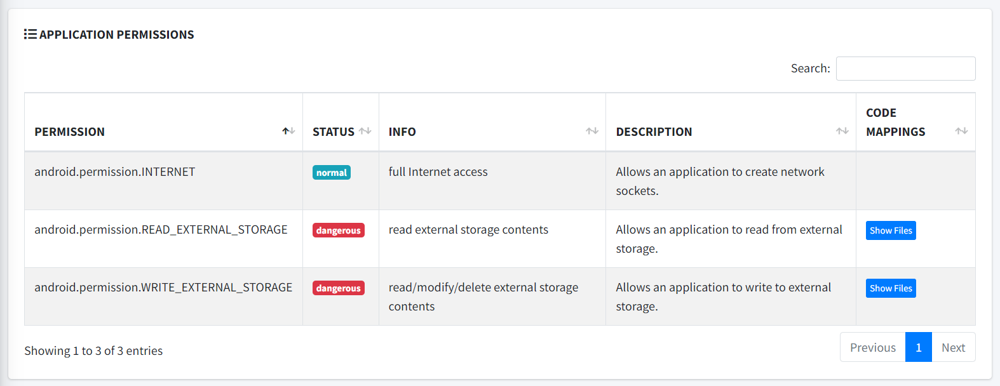 APPLICATION PERMISSIONS
Search:
PERMISSION STATUS INFO DESCRIPTION CODE MAPPINGS
android.permission.INTERNET normal full Internet access Allows an application to create network
sockets.
android.permission.READ_EXTERNAL_STORAGE dangerous read external storage contents Allows an application to read from external Show Files
storage.
android.permission.WRITE_EXTERNAL_STORAGE dangerous read/modify/delete external storage Allows an application to write to external Show Files
contents storage.
Showing 1 to 3 of 3 entries Previous 1 Next